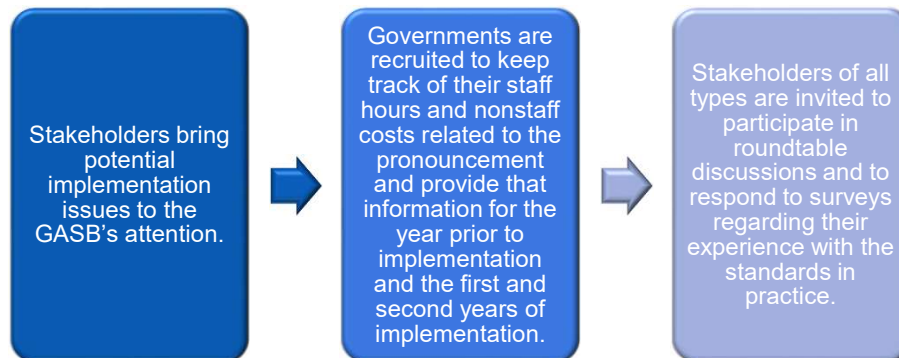 Stakeholders bring
potential
implementation
issues to the
GASB’s attention.
Governments are
recruited to keep
track of their staff
hours and nonstaff
costs related to the
pronouncement
and provide that
information for the
year prior to
implementation
and the first and
second years of
implementation.
Stakeholders of all
types are invited to
participate in
roundtable
discussions and to
respond to surveys
regarding their
experience with the
standards in
practice.